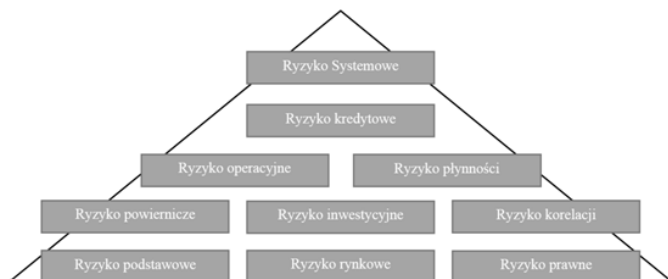 Ryzyko Systemowe
Ryzyko kredytowe
Ryzyko operacyjne
Ryzyko płynności
Ryzyko powiernicze
Ryzyko inwestycyjne
Ryzyko korelacji
Ryzyko podstawowe
Ryzyko rynkowe
Ryzyko prawne